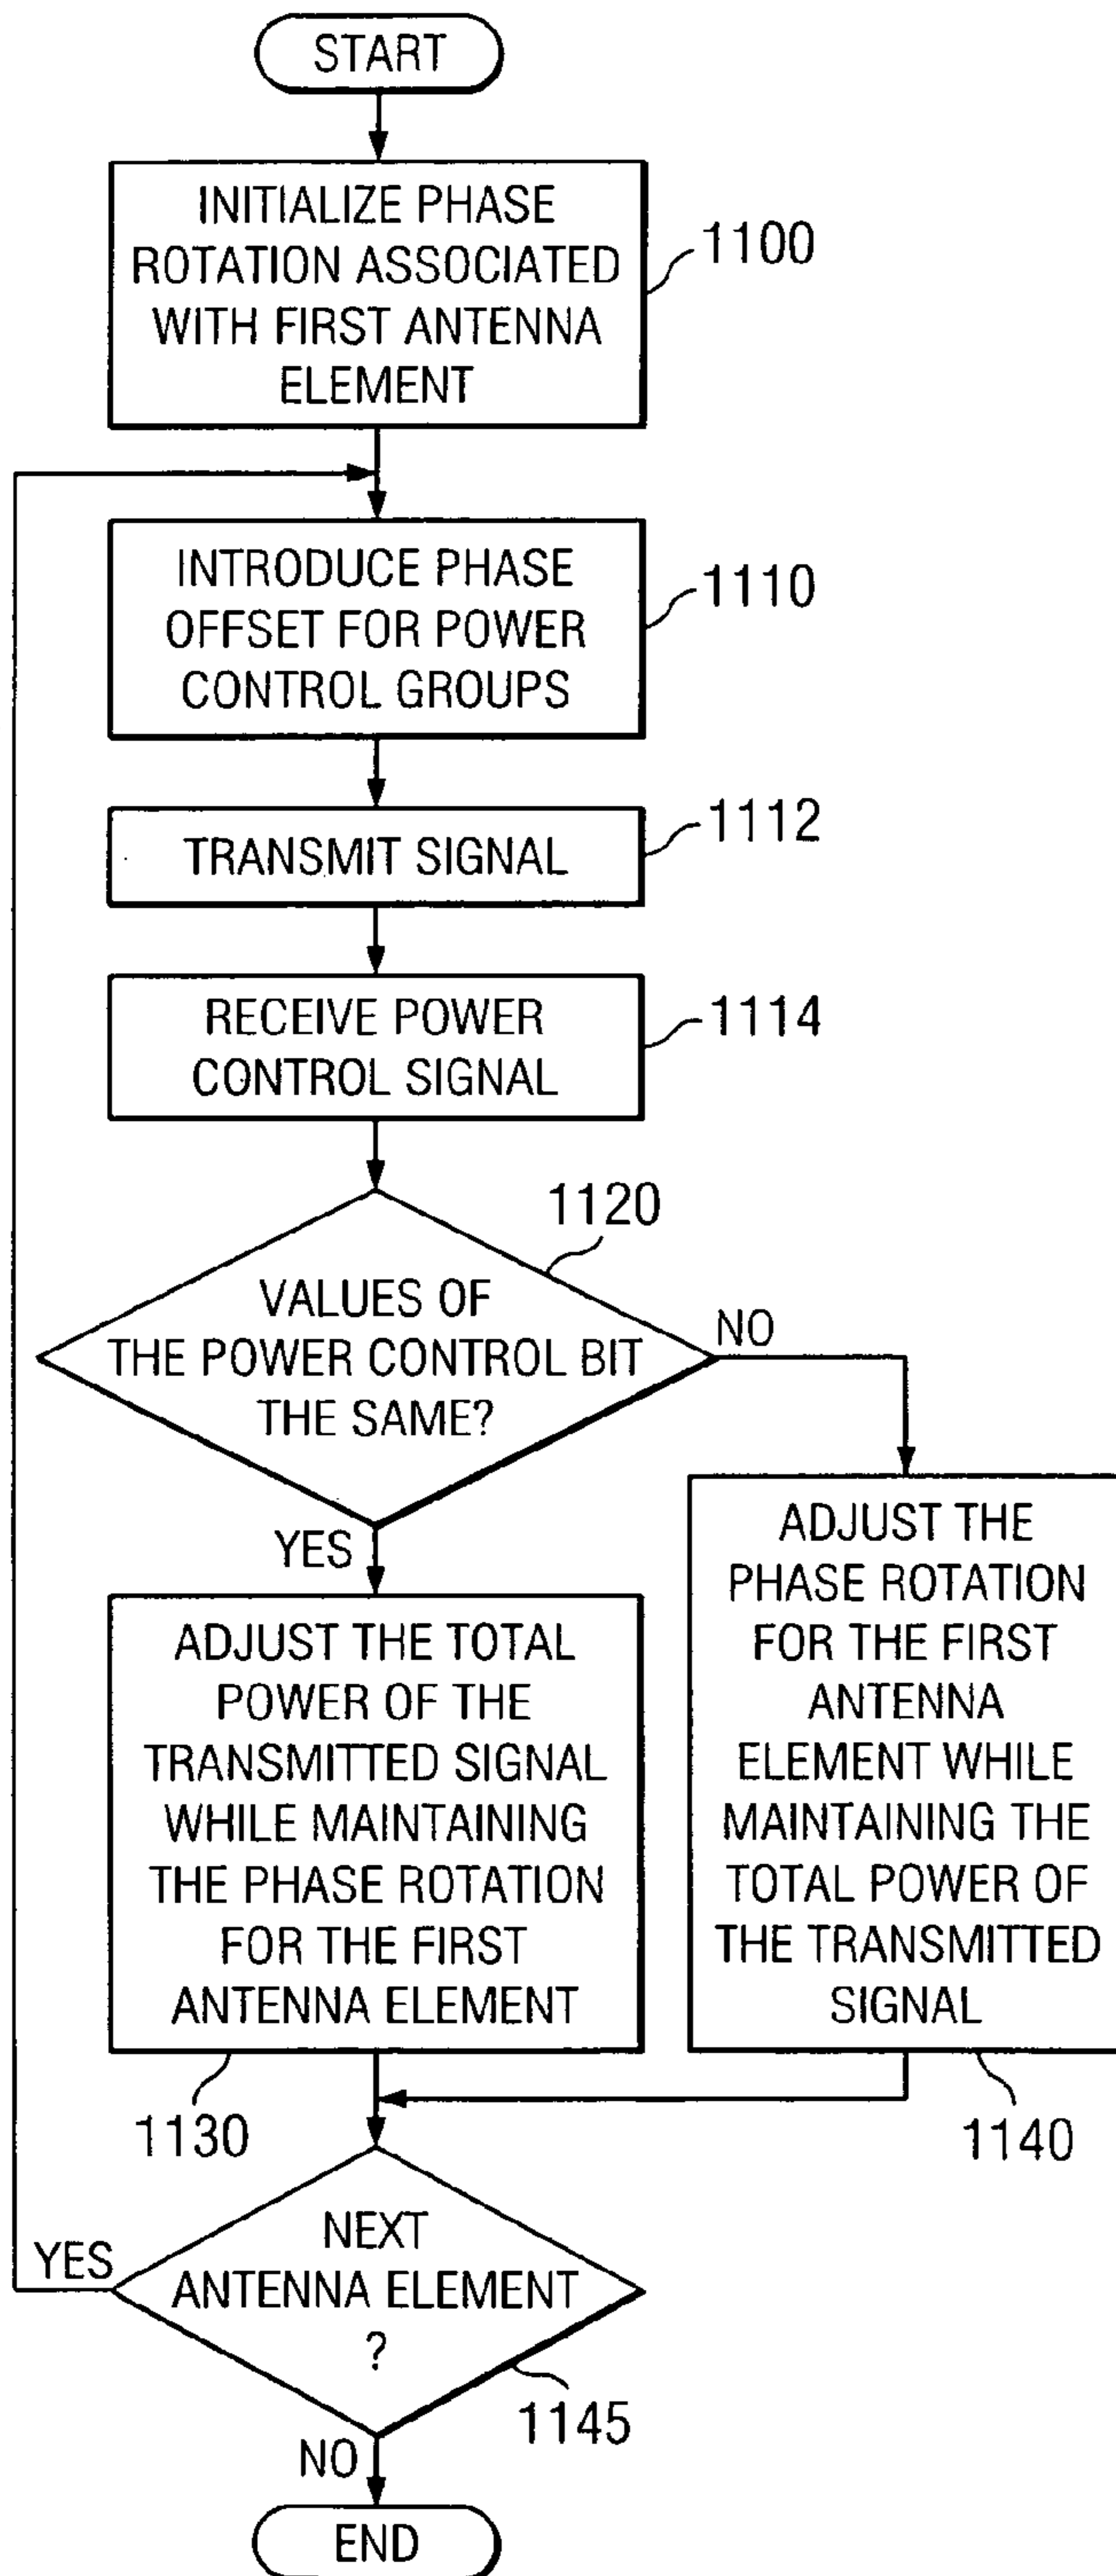 START
INITIALIZE PHASE
ROTATION ASSOCIATED
WITH FIRST ANTENNA
ELEMENT
1100
INTRODUCE PHASE
OFFSET FOR POWER
CONTROL GROUPS
1110
TRANSMIT SIGNAL
1112
RECEIVE POWER
CONTROL SIGNAL
1114
1120
VALUES OF
THE POWER CONTROL BIT
THE SAME?
NO
YES
ADJUST THE TOTAL
POWER OF THE
TRANSMITTED SIGNAL
WHILE MAINTAINING
THE PHASE ROTATION
FOR THE FIRST
ANTENNA ELEMENT
1130
ADJUST THE
PHASE ROTATION
FOR THE FIRST
ANTENNA
ELEMENT WHILE
MAINTAINING THE
TOTAL POWER OF
THE TRANSMITTED
SIGNAL
1140
NEXT
ANTENNA ELEMENT
?
YES
1145
NO
END